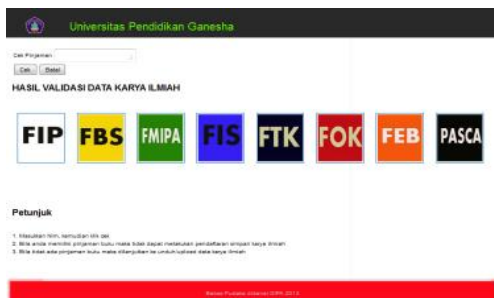 Universitas Pendidikan Ganesha
Cek Pinjaman
Cek Batal
HASIL VALIDASI DATA KARYA ILMIAH
FIP FBS FMIPA FIS FTK FOK FEB PASCA
Petunjuk
1. Masukan Nim, kemudian klik cek
2. Bila anda memiliki pinjaman buku maka tidak dapat melakukan pendaftaran simpan karya ilmiah
3. Bila tidak ada pinjaman buku maka dilanjutkan ke unduh/upload data karya ilmiah